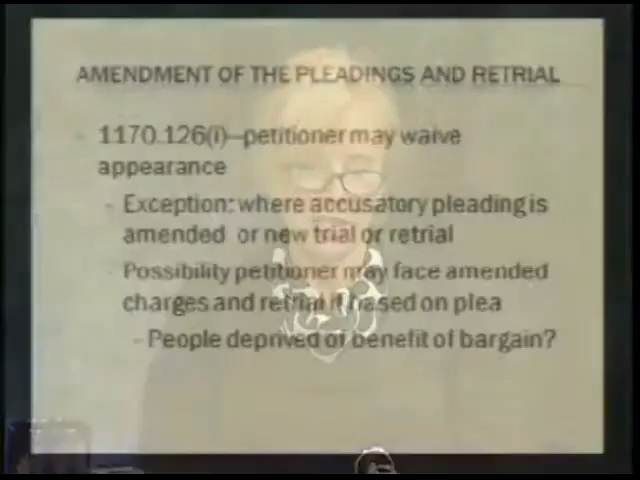 AMENDMENT OF THE PLEADINGS AND RETRIAL
- 1170.126(i)–petitioner may waive
appearance
- Exception: where accusatory pleading is
amended or new trial or retrial
- Possibility petitioner may face amended
charges and retrial if based on plea
- People deprived of benefit of bargain?